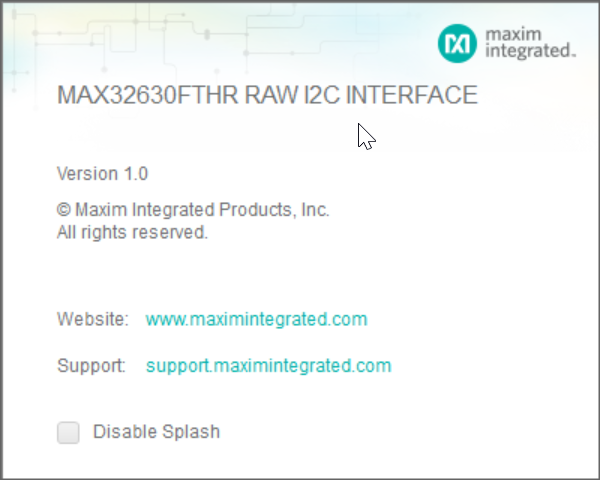 maxim
integrated™
MAX32630FTHR RAW I2C INTERFACE
Version 1.0
© Maxim Integrated Products, Inc.
All rights reserved.
Website: www.maximintegrated.com
Support: support.maximintegrated.com
Disable Splash